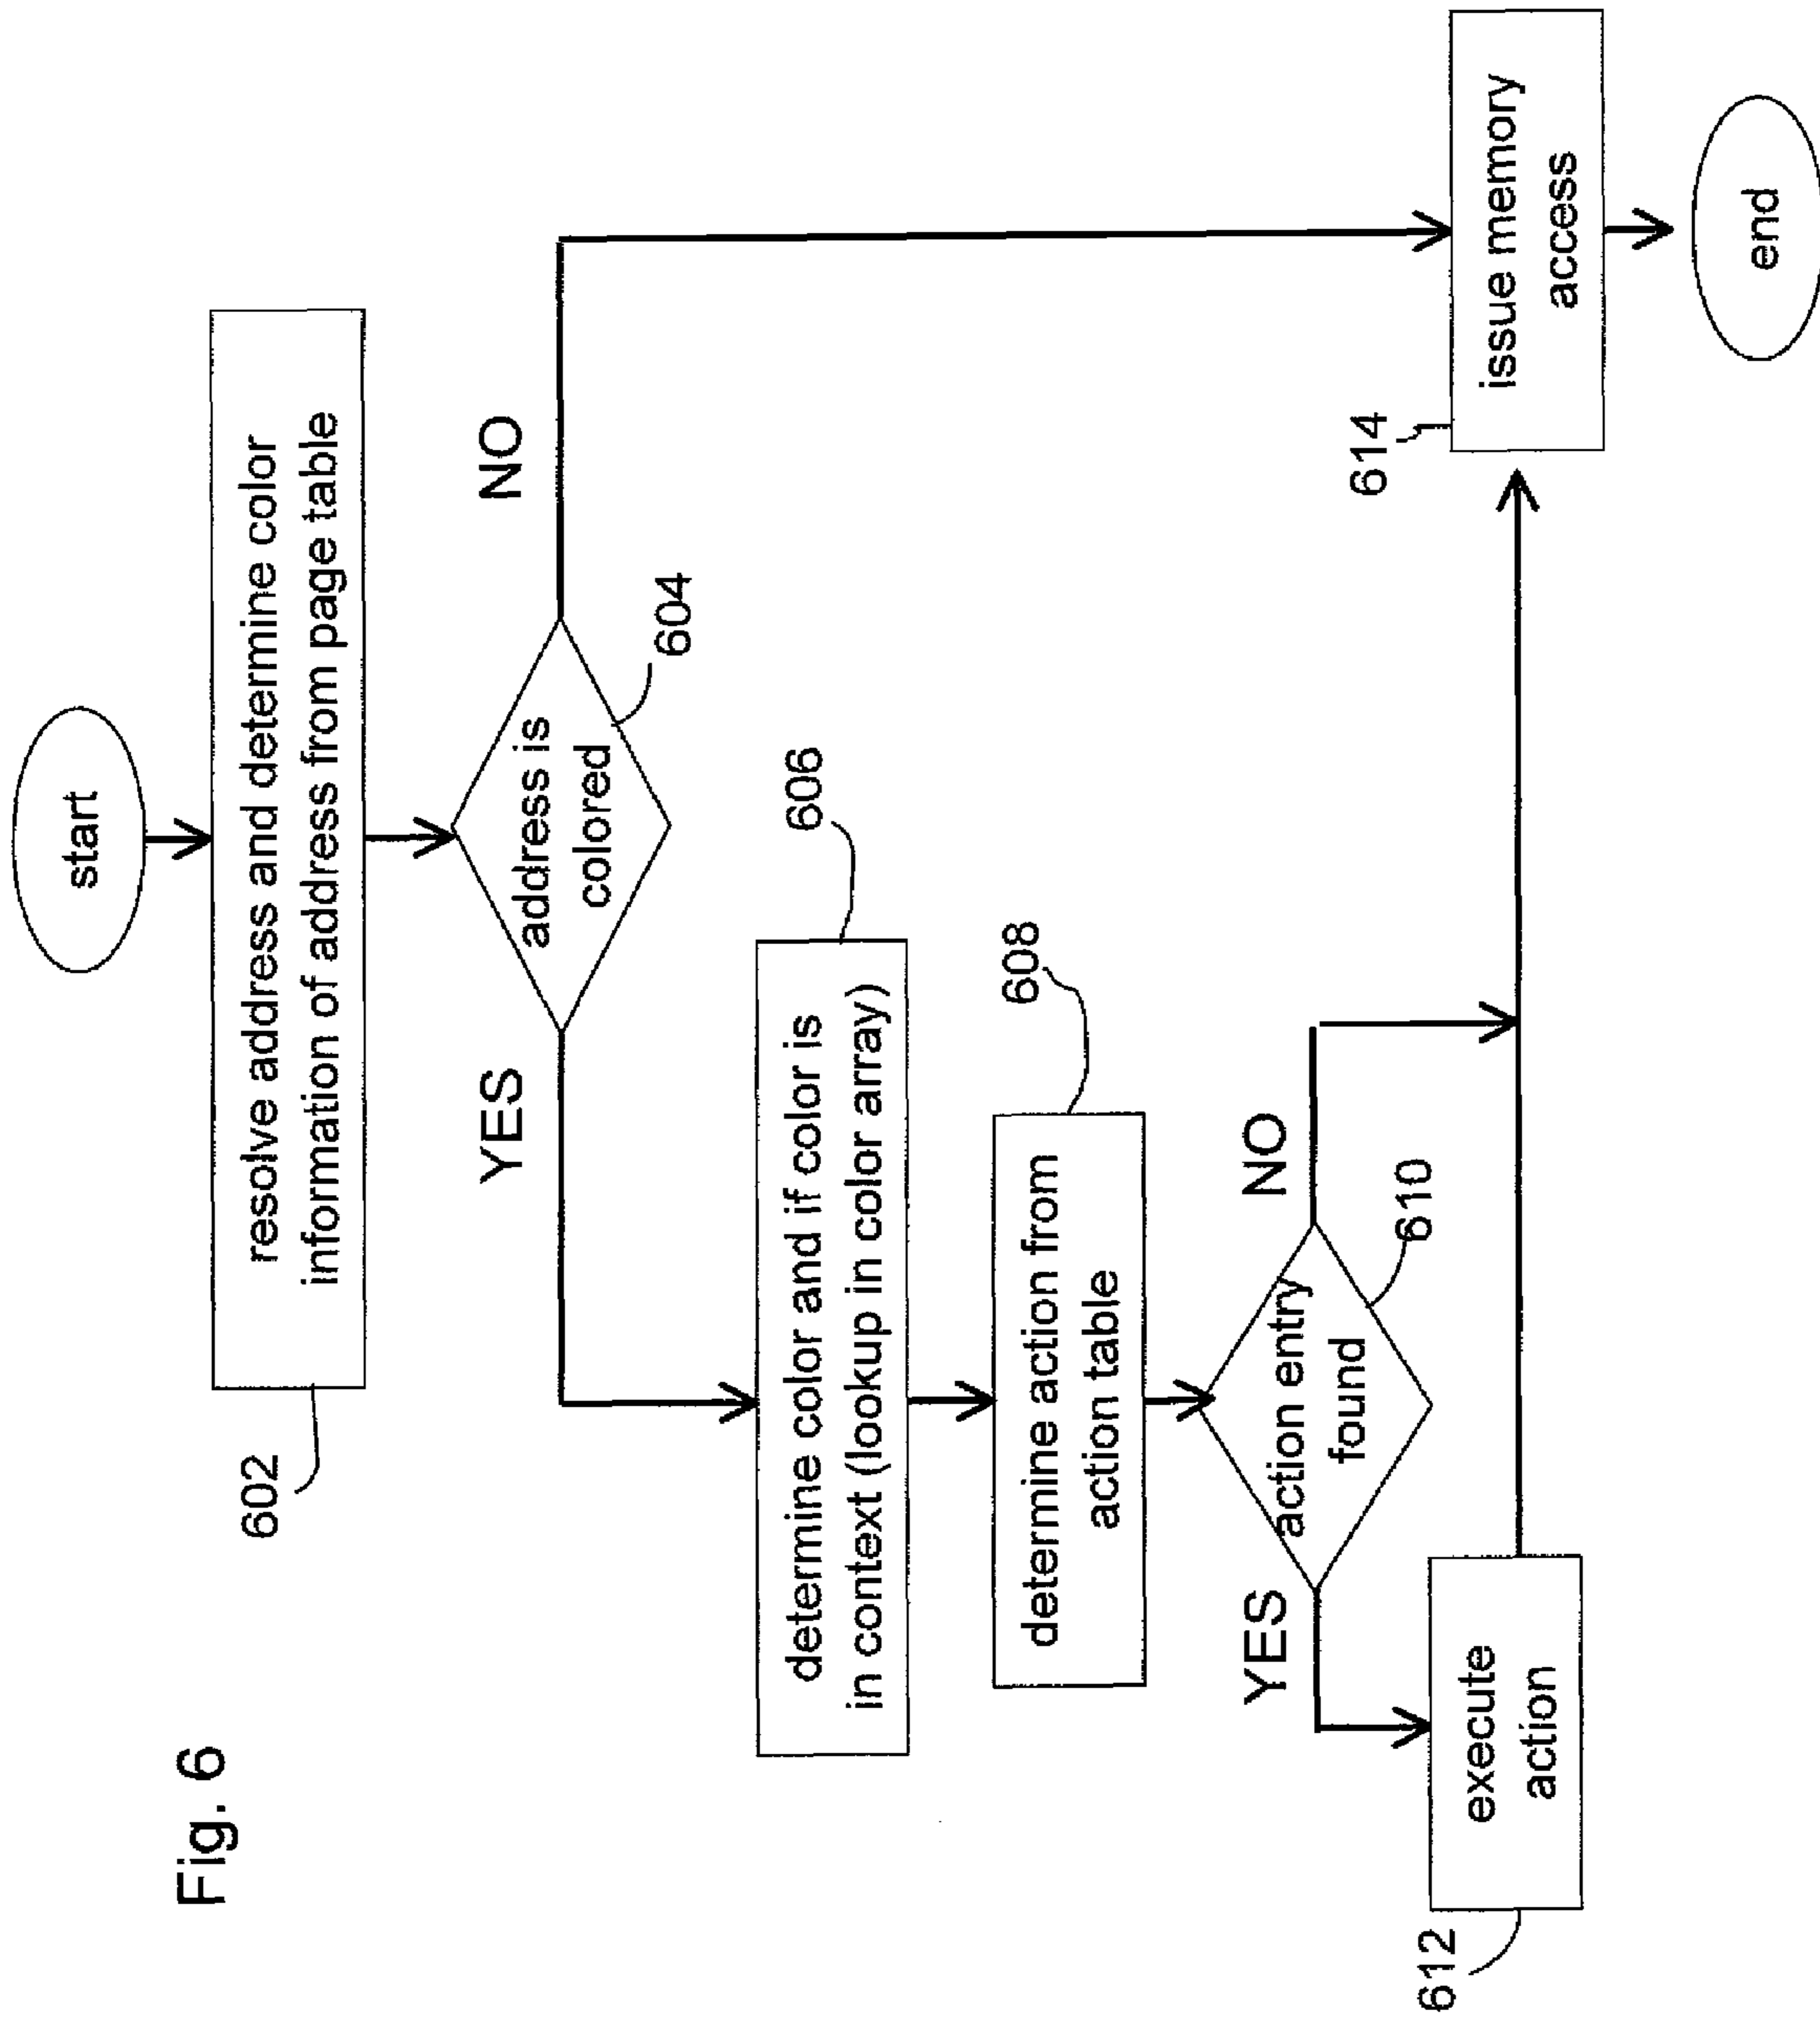 Fig. 6
start
602
resolve address and determine color
information of address from page table
address is
colored
604
YES
NO
606
determine color and if color is
in context (lookup in color array)
608
determine action from
action table
action entry
found
610
YES
NO
612
execute
action
614
issue memory
access
end